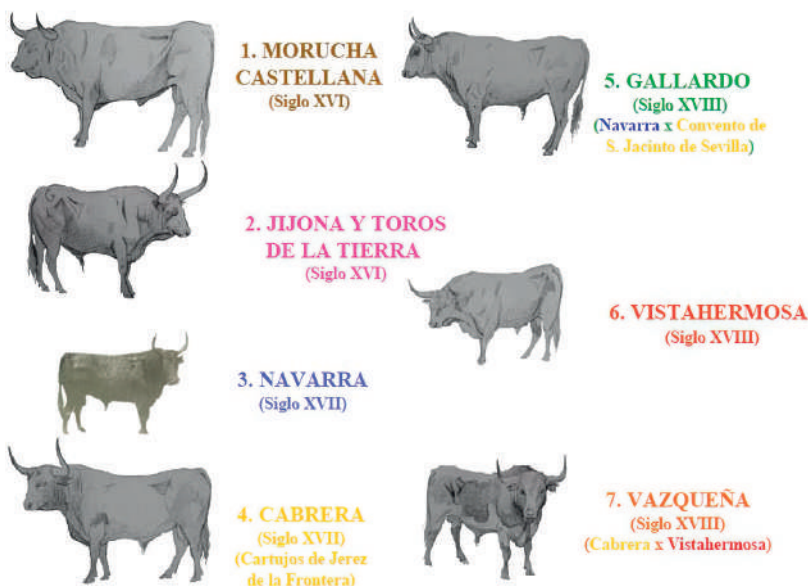 1. MORUCHA
CASTELLANA
(Siglo XVI)
2. JIJONA Y TOROS
DE LA TIERRA
(Siglo XVI)
3. NAVARRA
(Siglo XVII)
4. CABRERA
(Siglo XVII)
(Cartujos de Jerez
de la Frontera)
5. GALLARDO
(Siglo XVIII)
(Navarra x Convento de
S. Jacinto de Sevilla)
6. VISTAHERMOSA
(Siglo XVIII)
7. VAZQUEÑA
(Siglo XVIII)
(Cabrera x Vistahermosa)